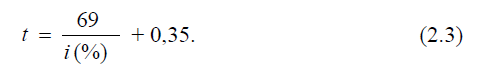 t = 69 / i (%) + 0,35. (2.3)